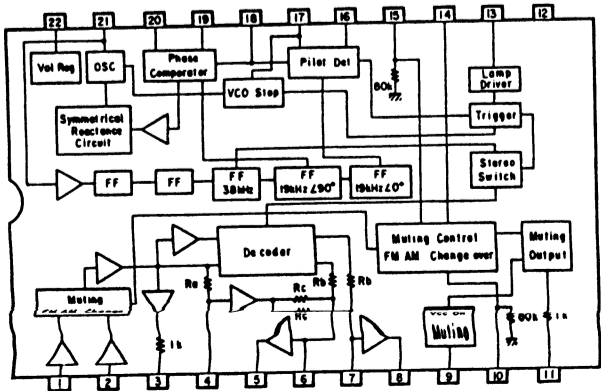 22 21 20 19 18 17 16 15 14 13 12
Vol Reg
OSC
Phase
Comparator
Pilot Det
VCO Stop
80k
Lamp
Driver
Trigger
Symmetrical
Reactance
Circuit
Stereo
Switch
FF
FF
FF
38kHz
FF
19kHz∠90°
FF
19kHz∠0°
Decoder
Muting Control
FM AM Changeover
Muting
Output
Ra
Rc
Rb
Rb
Rc
Muting
FM AM Change
1k
VCC On
Muting
80k
1k
1 2 3 4 5 6 7 8 9 10 11